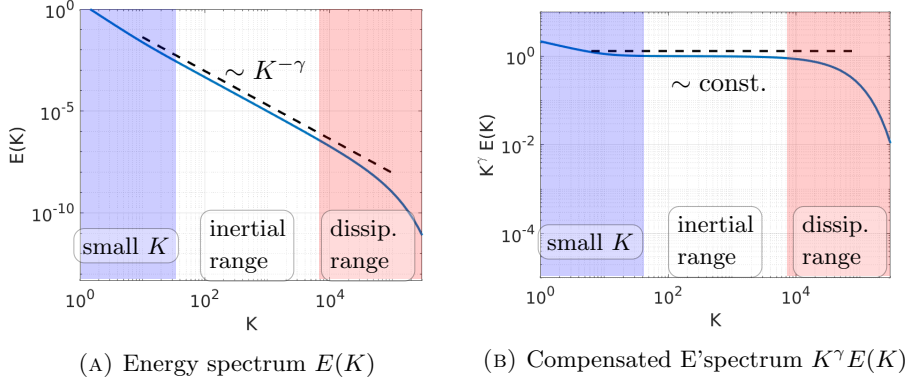 10^0
10^-5
10^-10
E(K)
∼ K^−γ
small K
inertial
range
dissip.
range
10^0 10^2 10^4
K
(A) Energy spectrum E(K)
10^0
10^-2
10^-4
K^γ E(K)
∼ const.
small K
inertial
range
dissip.
range
10^0 10^2 10^4
K
(B) Compensated E'spectrum K^γ E(K)